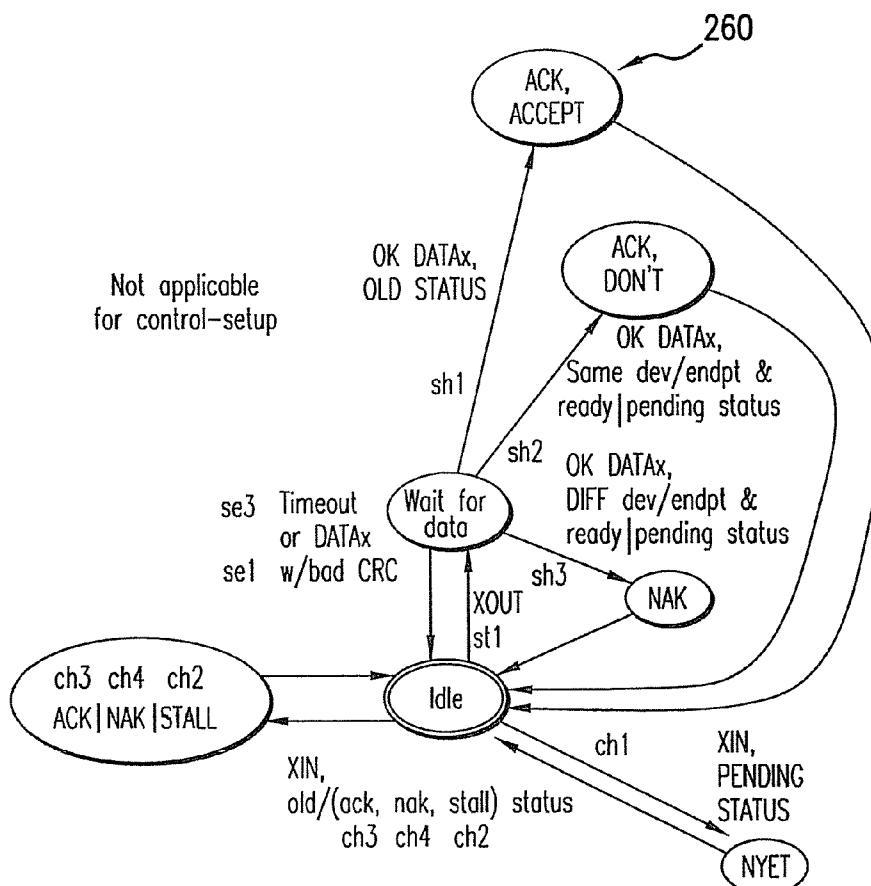 260
ACK,
ACCEPT
OK DATAx,
OLD STATUS
ACK,
DON'T
Not applicable
for control-setup
OK DATAx,
Same dev/endpt &
ready|pending status
sh1
sh2
OK DATAx,
DIFF dev/endpt &
ready|pending status
Wait for
data
se3 Timeout
or DATAx
se1 w/bad CRC
sh3
NAK
XOUT
st1
ch3 ch4 ch2
ACK|NAK|STALL
Idle
XIN,
old/(ack, nak, stall) status
ch3 ch4 ch2
ch1
XIN,
PENDING
STATUS
NYET